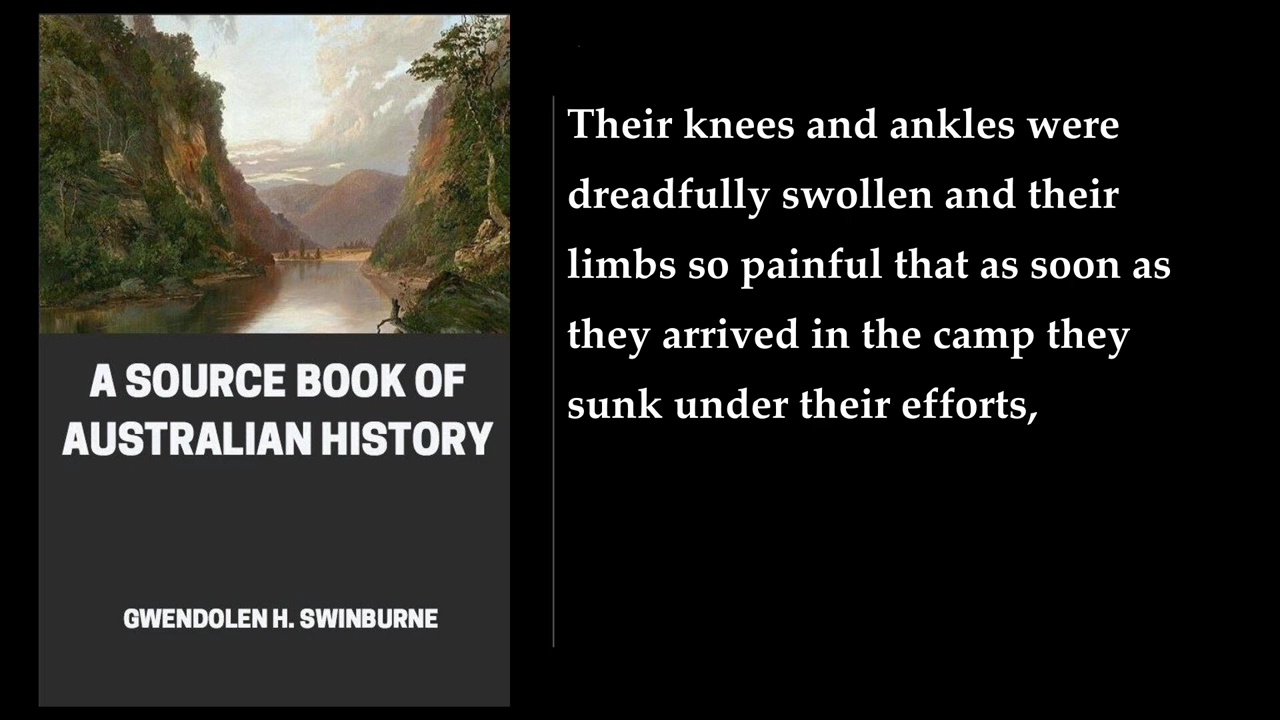 A SOURCE BOOK OF
AUSTRALIAN HISTORY
GWENDOLEN H. SWINBURNE
Their knees and ankles were
dreadfully swollen and their
limbs so painful that as soon as
they arrived in the camp they
sunk under their efforts,